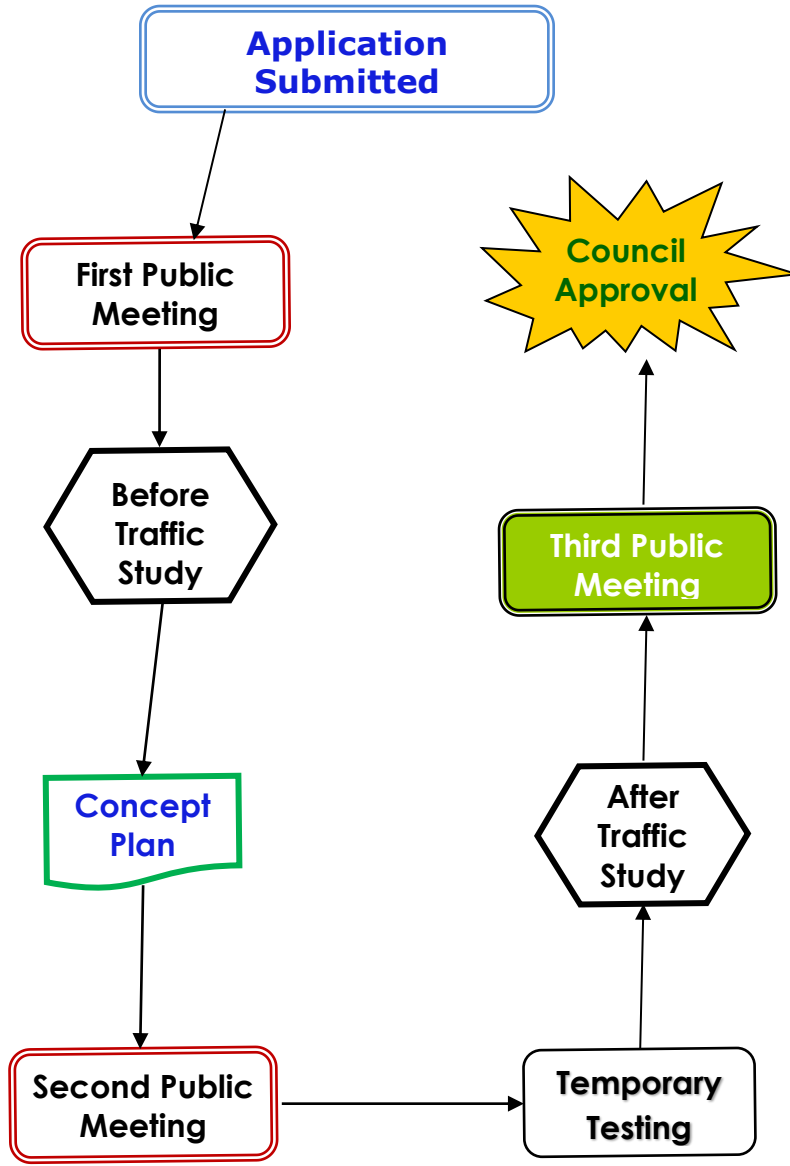 Application
Submitted
First Public
Meeting
Before
Traffic
Study
Concept
Plan
Second Public
Meeting
Temporary
Testing
After
Traffic
Study
Third Public
Meeting
Council
Approval